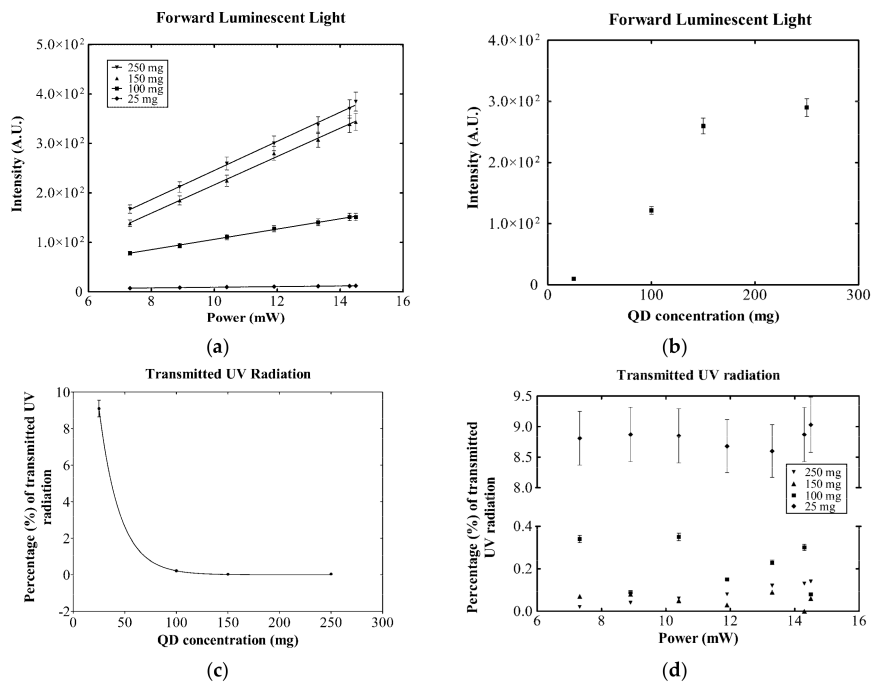 Forward Luminescent Light
5.0×10²
4.0×10²
3.0×10²
2.0×10²
1.0×10²
0
Intensity (A.U.)
250 mg
150 mg
100 mg
25 mg
6 8 10 12 14 16
Power (mW)
(a)
Forward Luminescent Light
4.0×10²
3.0×10²
2.0×10²
1.0×10²
0
Intensity (A.U.)
0 100 200 300
QD concentration (mg)
(b)
Transmitted UV Radiation
10
8
6
4
2
0
-2
Percentage (%) of transmitted UV
radiation
0 50 100 150 200 250 300
QD concentration (mg)
(c)
Transmitted UV radiation
9.5
9.0
8.5
8.0
0.4
0.2
0.0
Percentage (%) of transmitted
UV radiation
250 mg
150 mg
100 mg
25 mg
6 8 10 12 14 16
Power (mW)
(d)